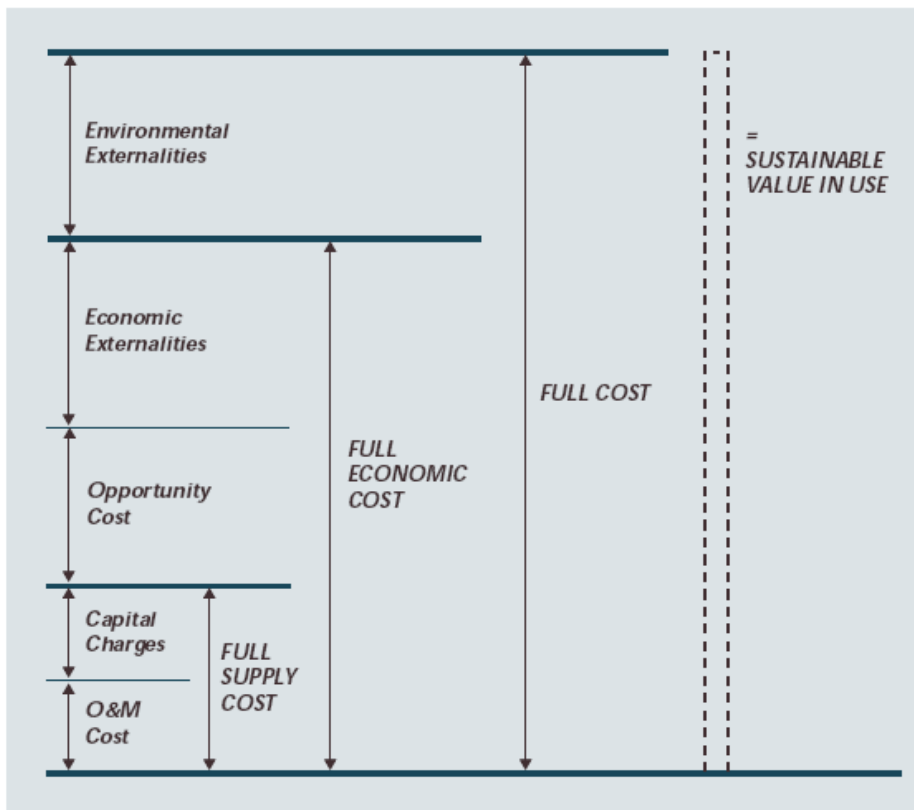 Environmental
Externalities
=
SUSTAINABLE
VALUE IN USE
Economic
Externalities
FULL COST
FULL
ECONOMIC
COST
Opportunity
Cost
Capital
Charges
FULL
SUPPLY
COST
O&M
Cost